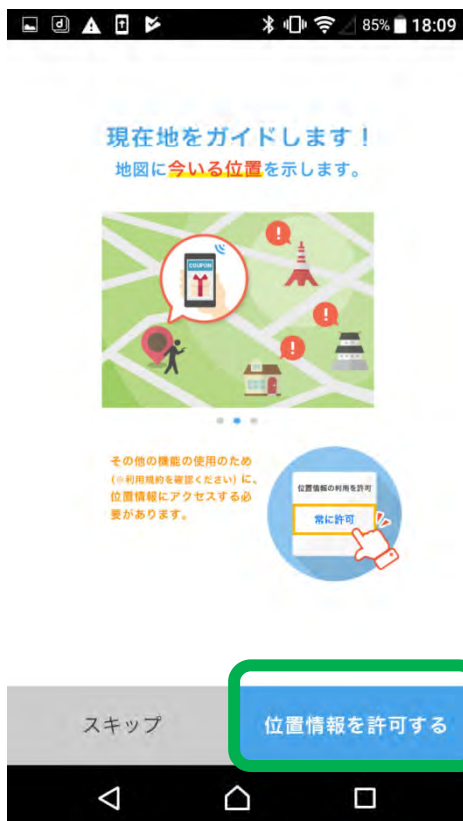 85% 18:09
現在地をガイドします！
地図に今いる位置を示します。
COUPON
その他の機能の使用のため
(※利用規約を確認ください) に、
位置情報にアクセスする必
要があります。
位置情報の利用を許可
常に許可
スキップ
位置情報を許可する